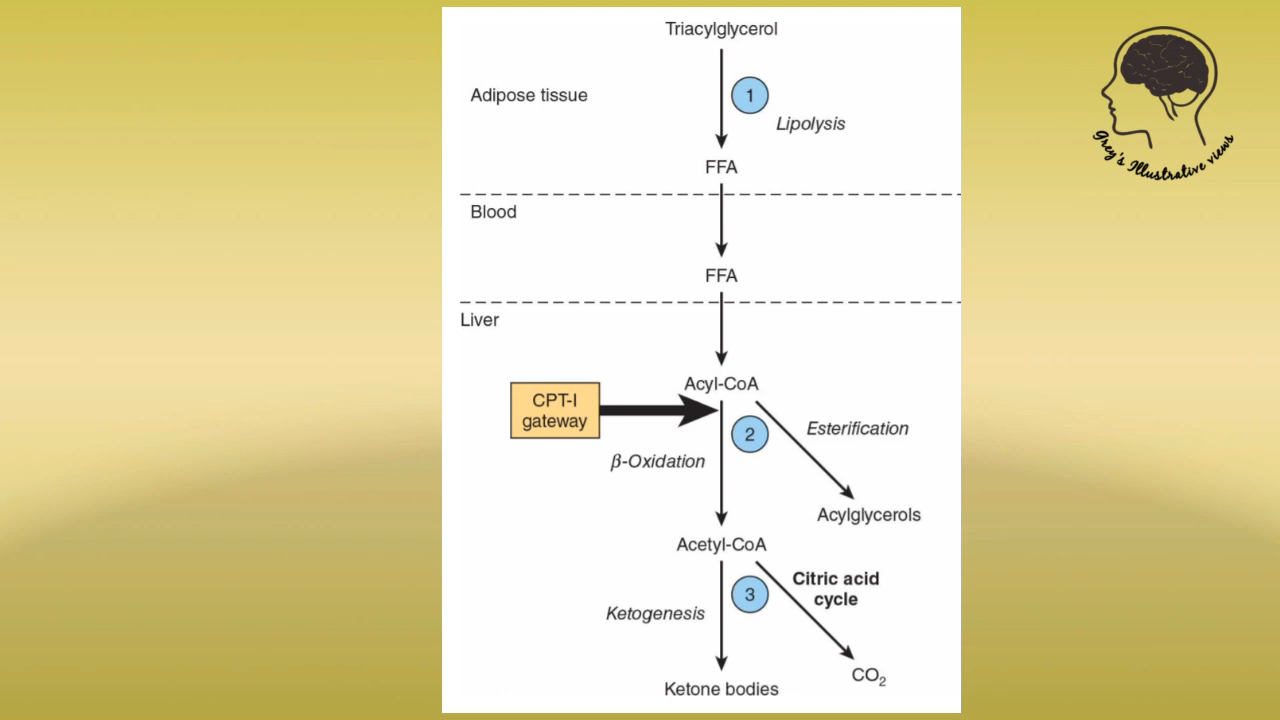 Triacylglycerol
Adipose tissue
1
Lipolysis
FFA
Blood
FFA
Liver
Acyl-CoA
CPT-I
gateway
2
Esterification
β-Oxidation
Acylglycerols
Acetyl-CoA
Citric acid
cycle
3
Ketogenesis
CO₂
Ketone bodies
Grey's Illustrative views